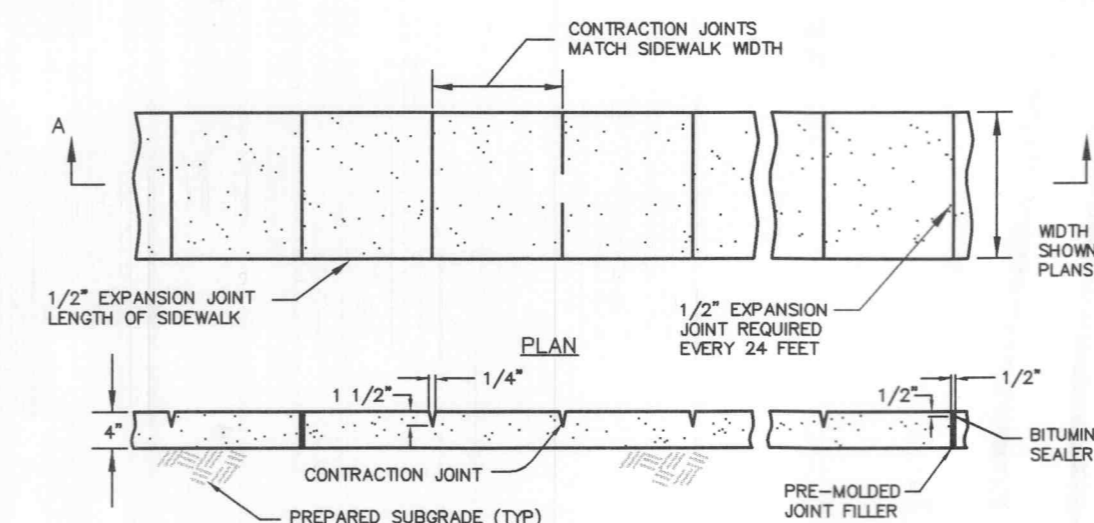 CONTRACTION JOINTS
MATCH SIDEWALK WIDTH
A
WIDTH
SHOWN
PLANS
1/2" EXPANSION JOINT
LENGTH OF SIDEWALK
1/2" EXPANSION
JOINT REQUIRED
EVERY 24 FEET
PLAN
1 1/2"
1/4"
1/2"
1/2"
4"
CONTRACTION JOINT
BITUMIN
SEALER
PRE-MOLDED
JOINT FILLER
PREPARED SUBGRADE (TYP)